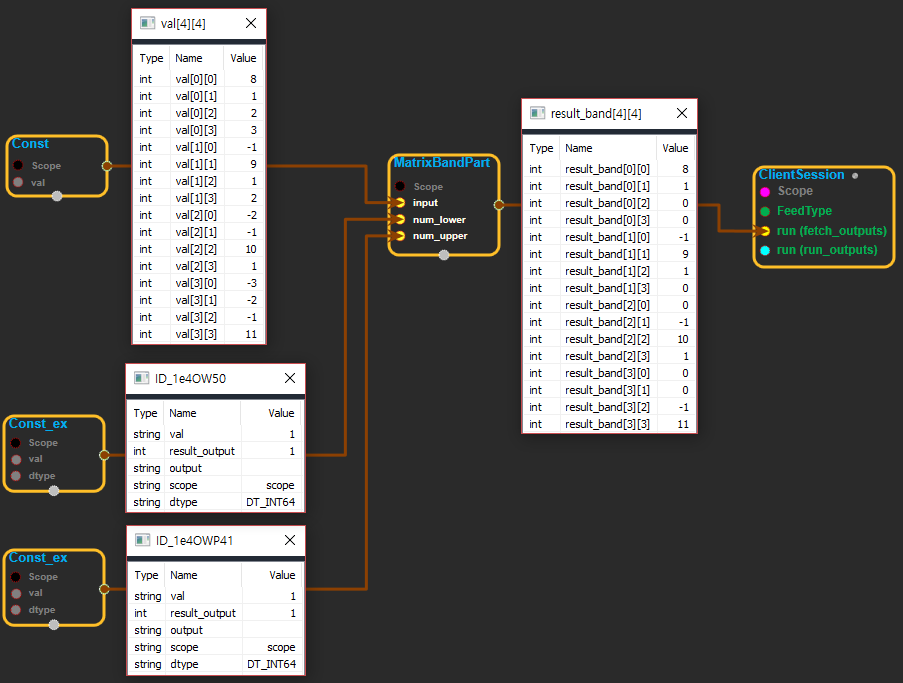 val[4][4]
Type Name Value
int val[0][0] 8
int val[0][1] 1
int val[0][2] 2
int val[0][3] 3
int val[1][0] -1
int val[1][1] 9
int val[1][2] 1
int val[1][3] 2
int val[2][0] -2
int val[2][1] -1
int val[2][2] 10
int val[2][3] 1
int val[3][0] -3
int val[3][1] -2
int val[3][2] -1
int val[3][3] 11
Const
Scope
val
result_band[4][4]
Type Name Value
int result_band[0][0] 8
int result_band[0][1] 1
int result_band[0][2] 0
int result_band[0][3] 0
int result_band[1][0] -1
int result_band[1][1] 9
int result_band[1][2] 1
int result_band[1][3] 0
int result_band[2][0] 0
int result_band[2][1] -1
int result_band[2][2] 10
int result_band[2][3] 1
int result_band[3][0] 0
int result_band[3][1] 0
int result_band[3][2] -1
int result_band[3][3] 11
MatrixBandPart
Scope
input
num_lower
num_upper
ClientSession
Scope
FeedType
run (fetch_outputs)
run (run_outputs)
ID_1e4OW50
Type Name Value
string val 1
int result_output 1
string output
string scope scope
string dtype DT_INT64
Const_ex
Scope
val
dtype
ID_1e4OWP41
Type Name Value
string val 1
int result_output 1
string output
string scope scope
string dtype DT_INT64
Const_ex
Scope
val
dtype